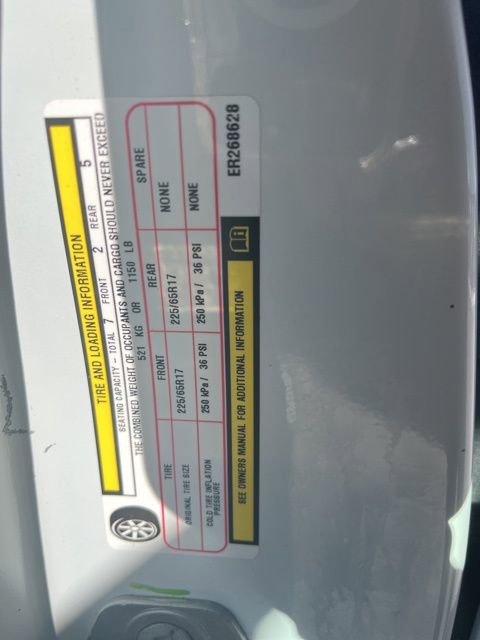 TIRE AND LOADING INFORMATION
SEATING CAPACITY - TOTAL 7 FRONT 2 REAR 5
THE COMBINED WEIGHT OF OCCUPANTS AND CARGO SHOULD NEVER EXCEED
521 KG OR 1150 LB
TIRE FRONT REAR SPARE
ORIGINAL TIRE SIZE 225/65R17 225/65R17 NONE
COLD TIRE INFLATION PRESSURE 250 kPa / 36 PSI 250 kPa / 36 PSI NONE
SEE OWNERS MANUAL FOR ADDITIONAL INFORMATION
ER268628